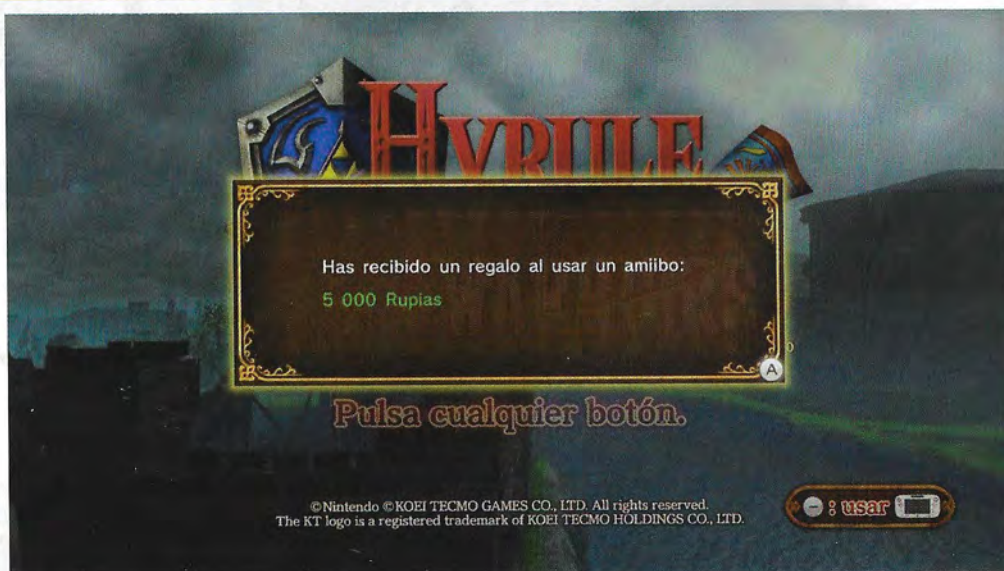 HYRULE
Has recibido un regalo al usar un amiibo:
5 000 Rupias
A
Pulsa cualquier botón.
©Nintendo ©KOEI TECMO GAMES CO., LTD. All rights reserved.
The KT logo is a registered trademark of KOEI TECMO HOLDINGS CO., LTD.
: usar